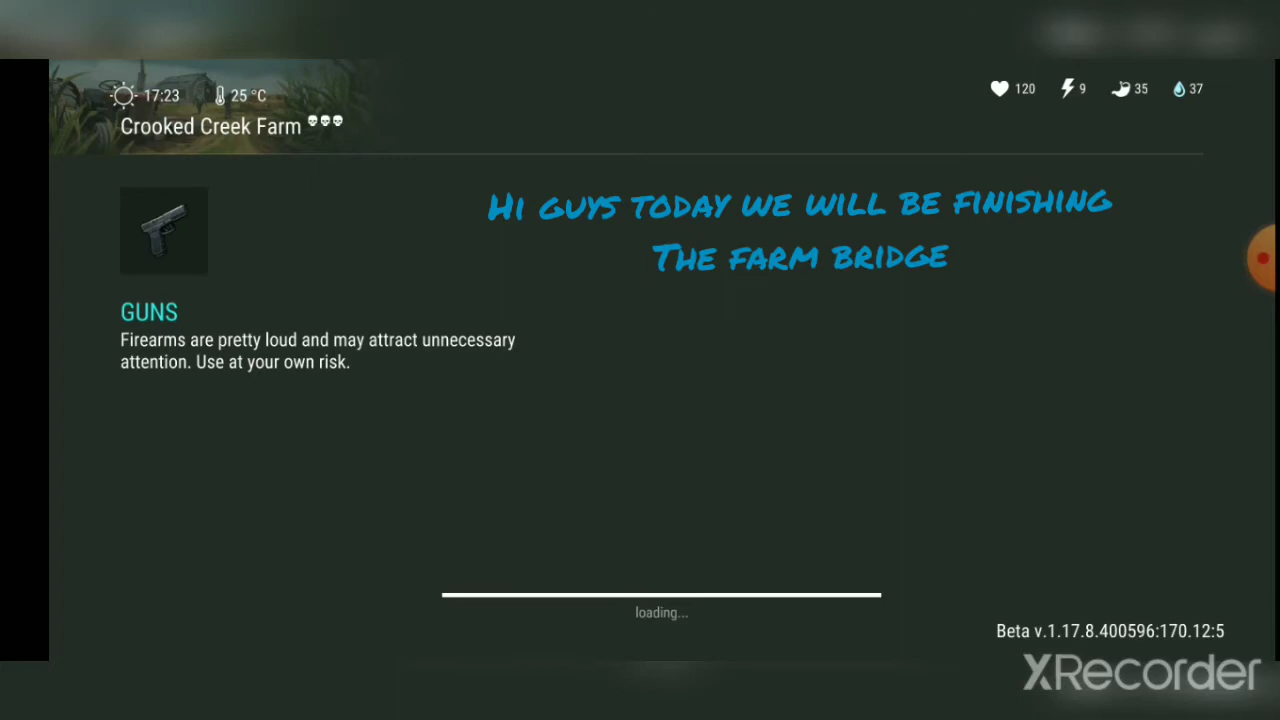 17:23 25 °C
120 9 35 37
Crooked Creek Farm
Hi guys today we will be finishing
The farm bridge
GUNS
Firearms are pretty loud and may attract unnecessary
attention. Use at your own risk.
loading...
Beta v.1.17.8.400596:170.12:5
XRecorder